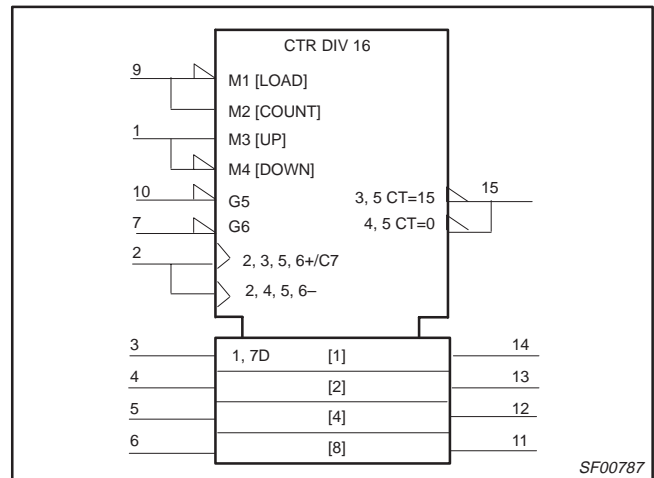 CTR DIV 16
9 M1 [LOAD]
M2 [COUNT]
1 M3 [UP]
M4 [DOWN]
10 G5 3, 5 CT=15 15
7 G6 4, 5 CT=0
2 2, 3, 5, 6+/C7
2, 4, 5, 6–
3 1, 7D [1] 14
4 [2] 13
5 [4] 12
6 [8] 11
SF00787